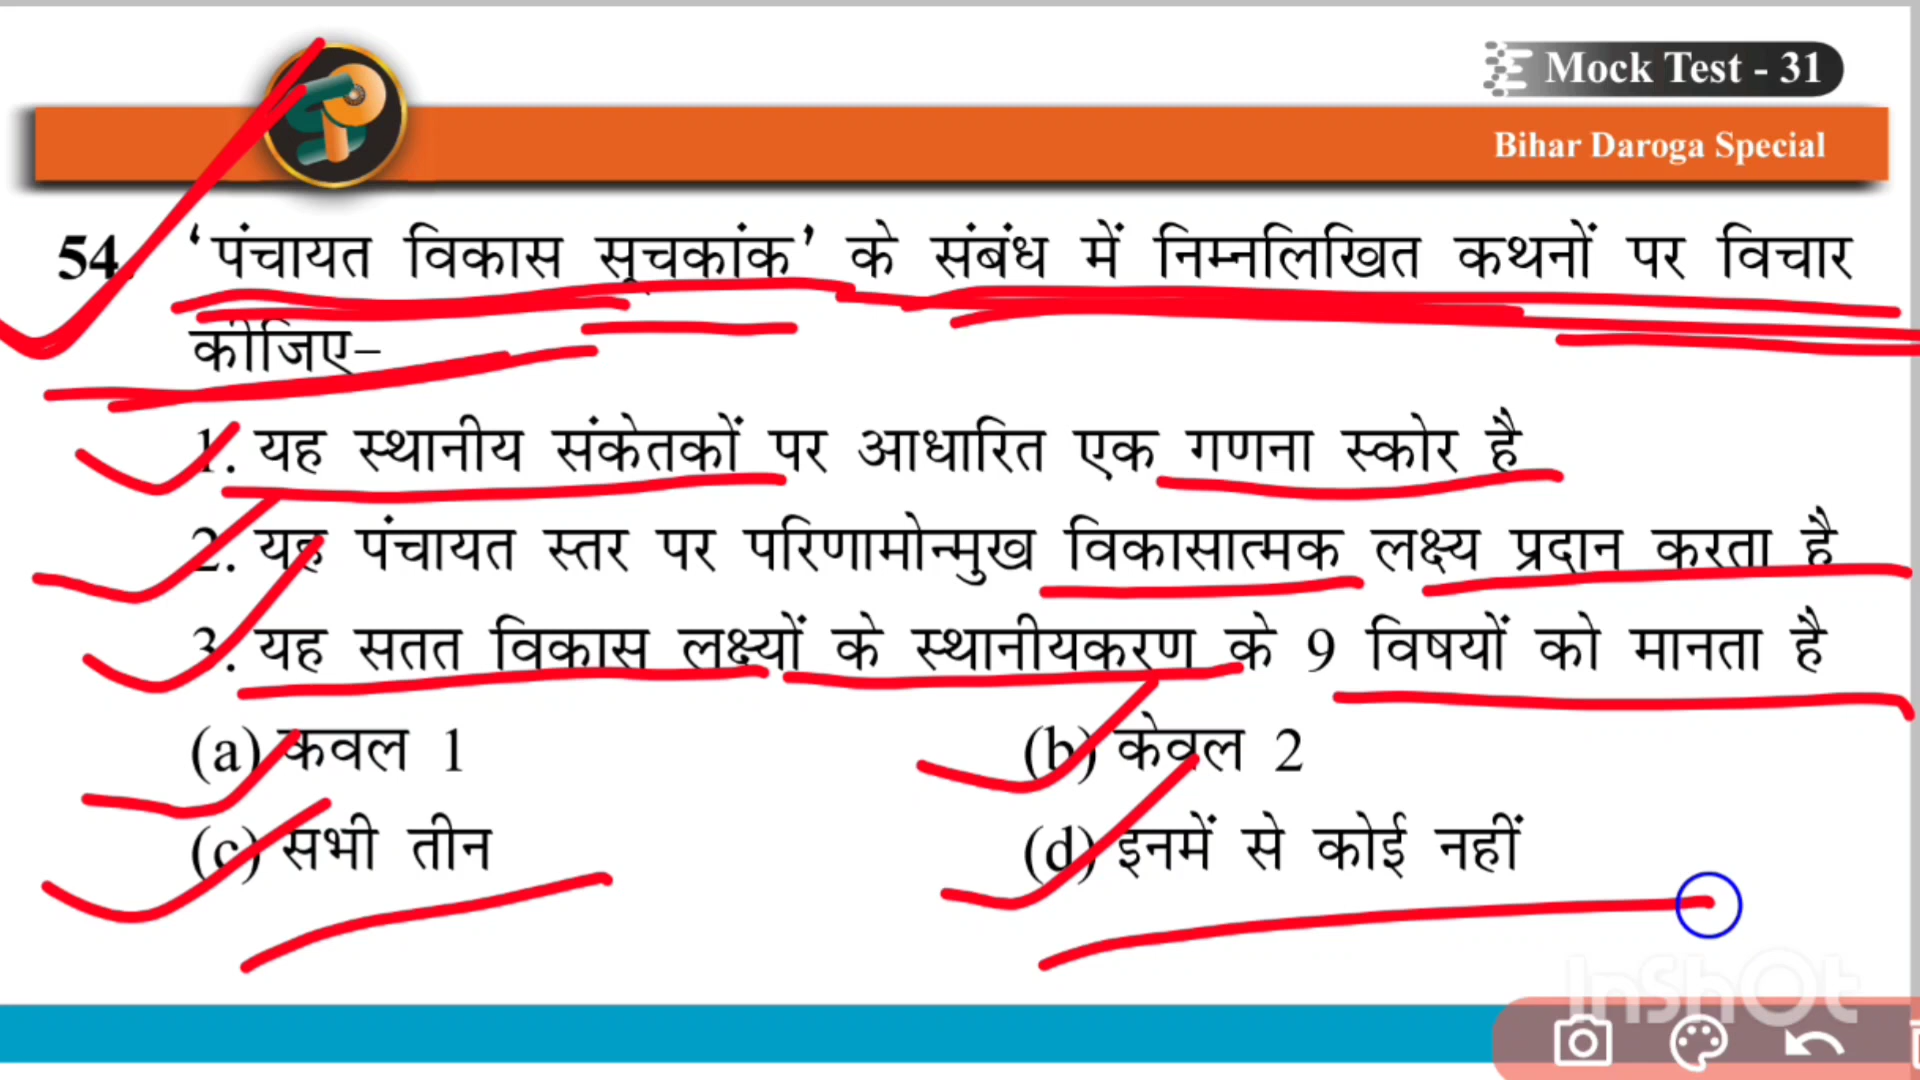 Mock Test - 31
Bihar Daroga Special
54. ‘पंचायत विकास सूचकांक’ के संबंध में निम्नलिखित कथनों पर विचार
कीजिए–
1. यह स्थानीय संकेतकों पर आधारित एक गणना स्कोर है
2. यह पंचायत स्तर पर परिणामोन्मुख विकासात्मक लक्ष्य प्रदान करता है
3. यह सतत विकास लक्ष्यों के स्थानीयकरण के 9 विषयों को मानता है
(a) केवल 1 (b) केवल 2
(c) सभी तीन (d) इनमें से कोई नहीं
InShOt